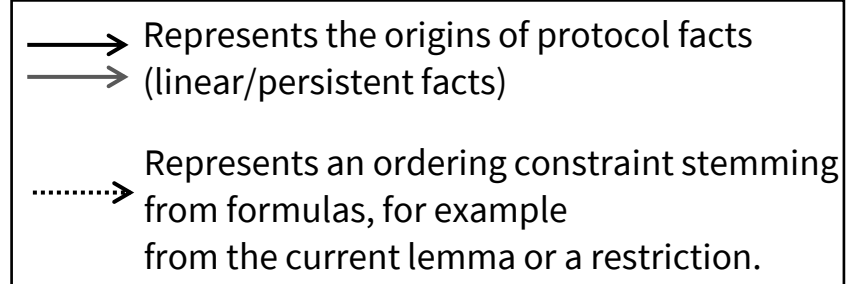 Represents the origins of protocol facts
(linear/persistent facts)
Represents an ordering constraint stemming
from formulas, for example
from the current lemma or a restriction.